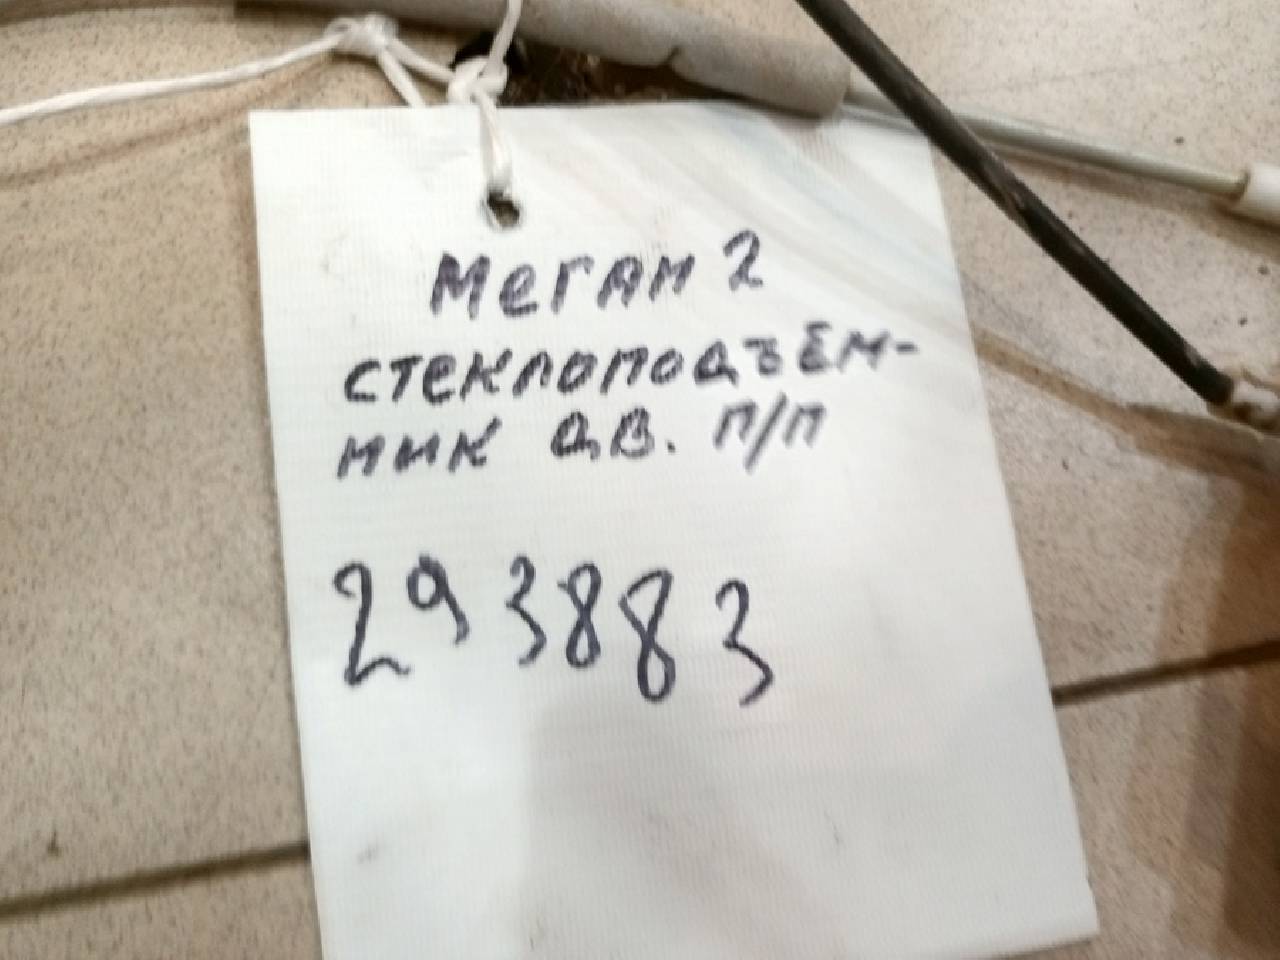 Меган 2
стеклоподъем-
ник дв. п/п
293883